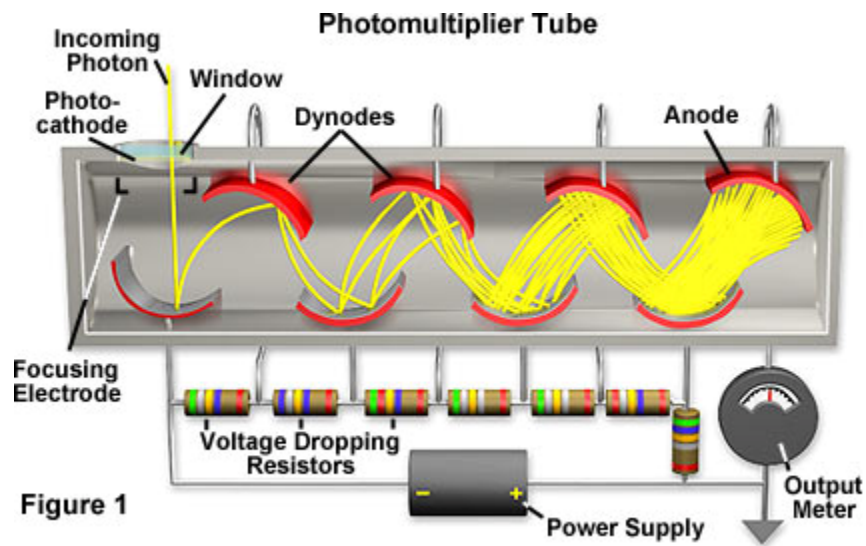 Photomultiplier Tube
Incoming
Photon
Window
Photo-
cathode
Dynodes
Anode
Focusing
Electrode
Voltage Dropping
Resistors
Figure 1
−
+
Power Supply
Output
Meter